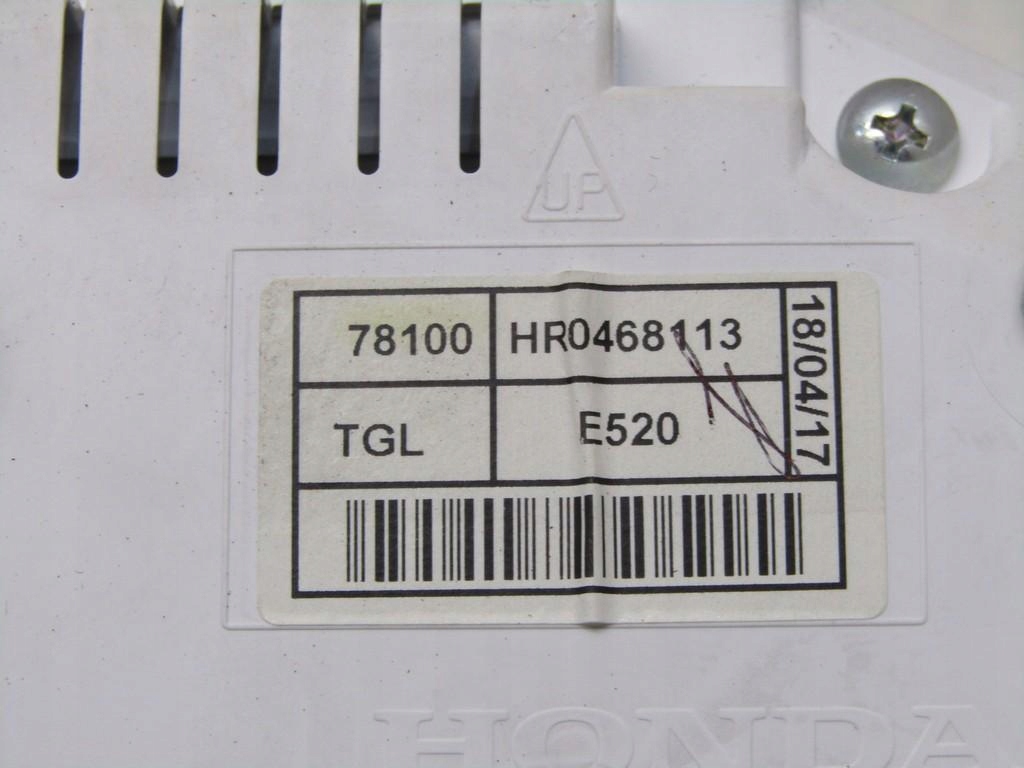 UP
78100 HR0468113
18/04/17
TGL E520
HONDA